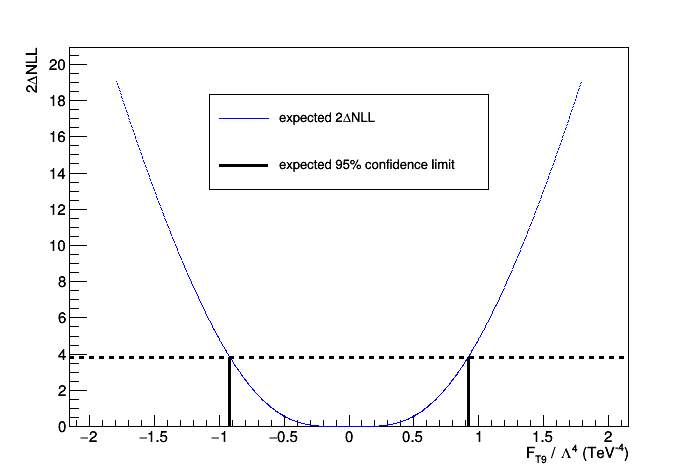 2ΔNLL
20
18
16
14
12
10
8
6
4
2
0
expected 2ΔNLL
expected 95% confidence limit
−2 −1.5 −1 −0.5 0 0.5 1 1.5 2
F_T9 / Λ^4 (TeV^-4)